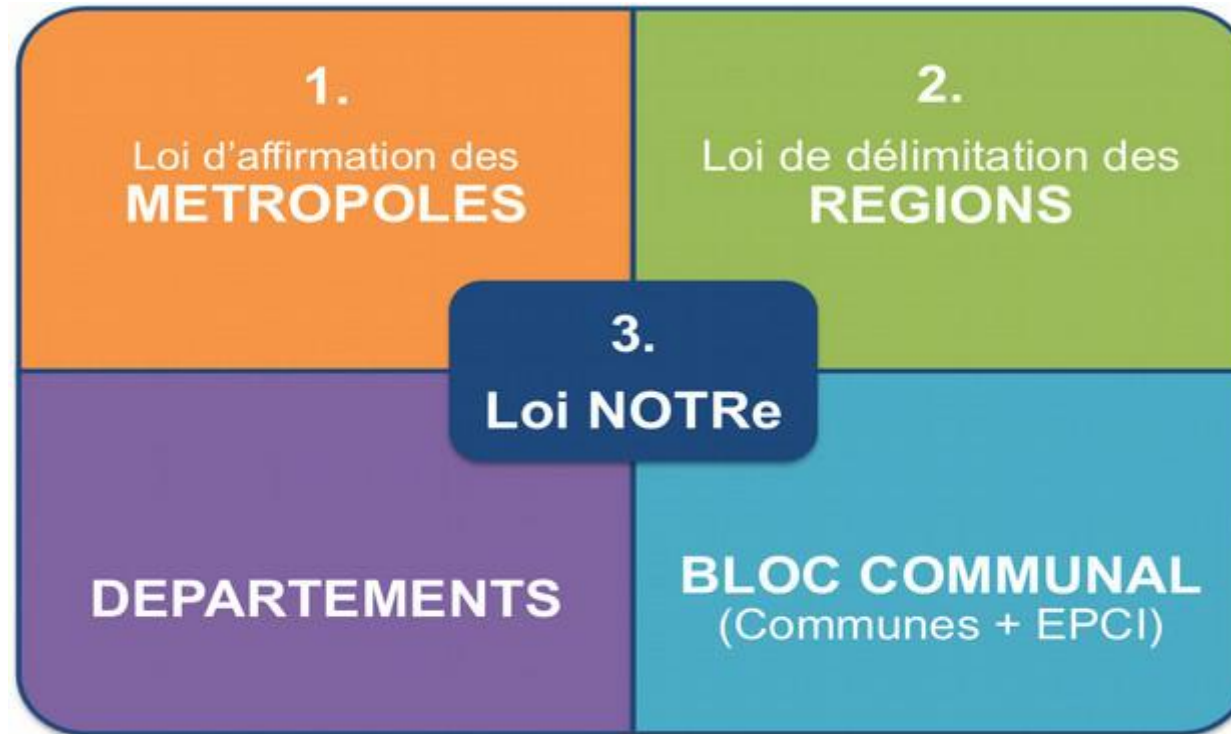 1.
Loi d'affirmation des
METROPOLES
2.
Loi de délimitation des
REGIONS
3.
Loi NOTRe
DEPARTEMENTS
BLOC COMMUNAL
(Communes + EPCI)